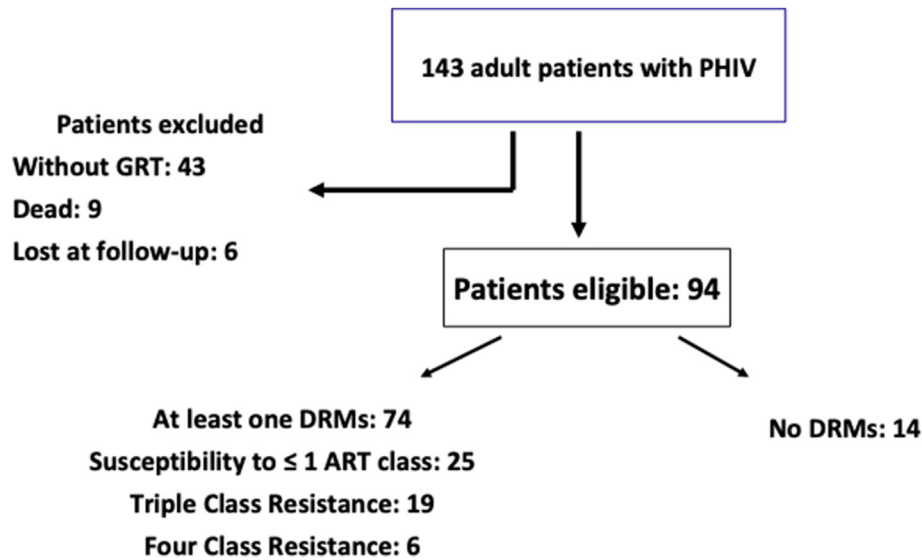 143 adult patients with PHIV
Patients excluded
Without GRT: 43
Dead: 9
Lost at follow-up: 6
Patients eligible: 94
At least one DRMs: 74
Susceptibility to ≤ 1 ART class: 25
Triple Class Resistance: 19
Four Class Resistance: 6
No DRMs: 14